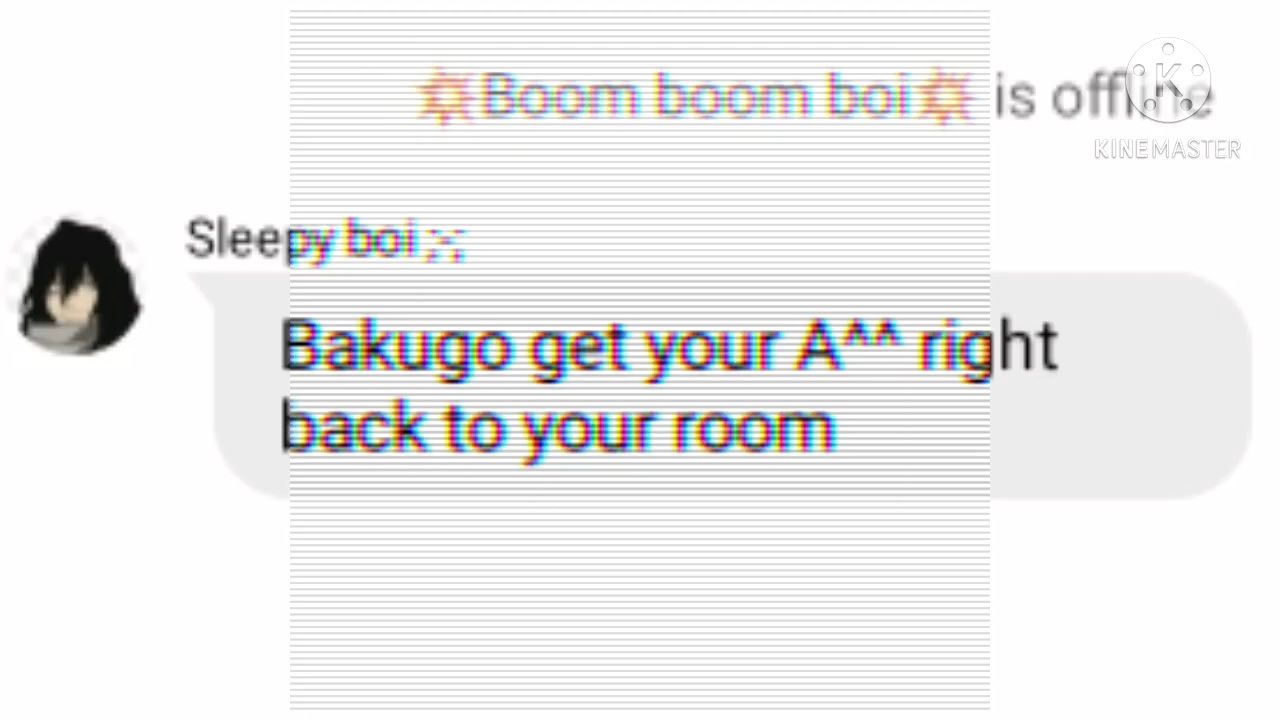 💥Boom boom boi💥 is offline
KINEMASTER
Sleepy boi ;-;
Bakugo get your A^^ right
back to your room